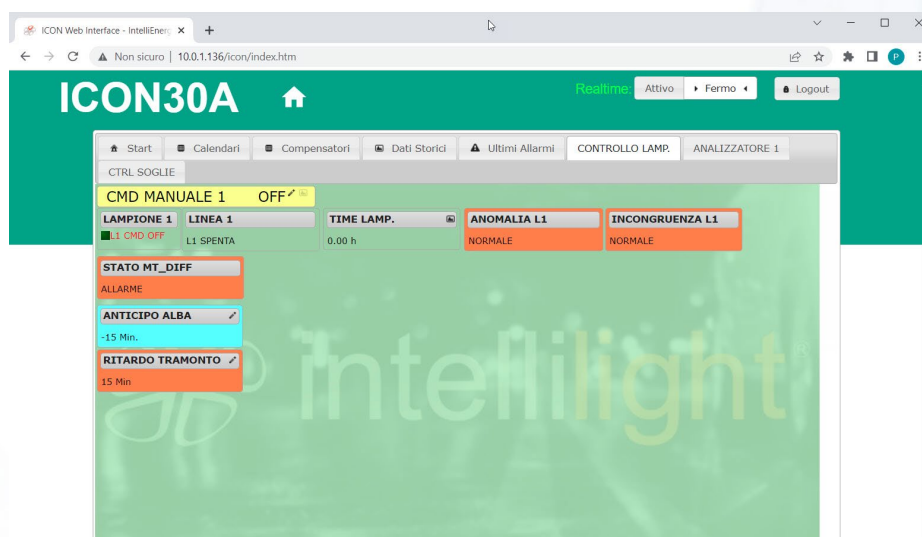 ICON Web Interface - IntelliEner
Non sicuro | 10.0.1.136/icon/index.htm
P
ICON30A
Realtime: Attivo Fermo Logout
Start Calendari Compensatori Dati Storici Ultimi Allarmi CONTROLLO LAMP. ANALIZZATORE 1
CTRL SOGLIE
CMD MANUALE 1 OFF
LAMPIONE 1 LINEA 1 TIME LAMP. ANOMALIA L1 INCONGRUENZA L1
L1 CMD OFF L1 SPENTA 0.00 h NORMALE NORMALE
STATO MT_DIFF
ALLARME
ANTICIPO ALBA
-15 Min.
RITARDO TRAMONTO
15 Min
intellilight